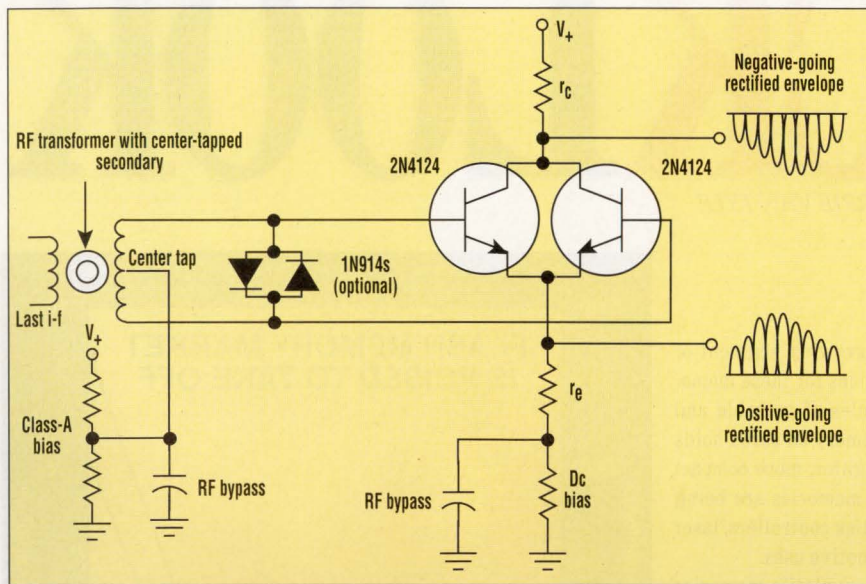 V+
rC
Negative-going
rectified envelope
RF transformer with center-tapped
secondary
2N4124
2N4124
Center tap
1N914s
(optional)
Last i-f
V+
Class-A
bias
RF bypass
re
Positive-going
rectified envelope
RF bypass
Dc
bias